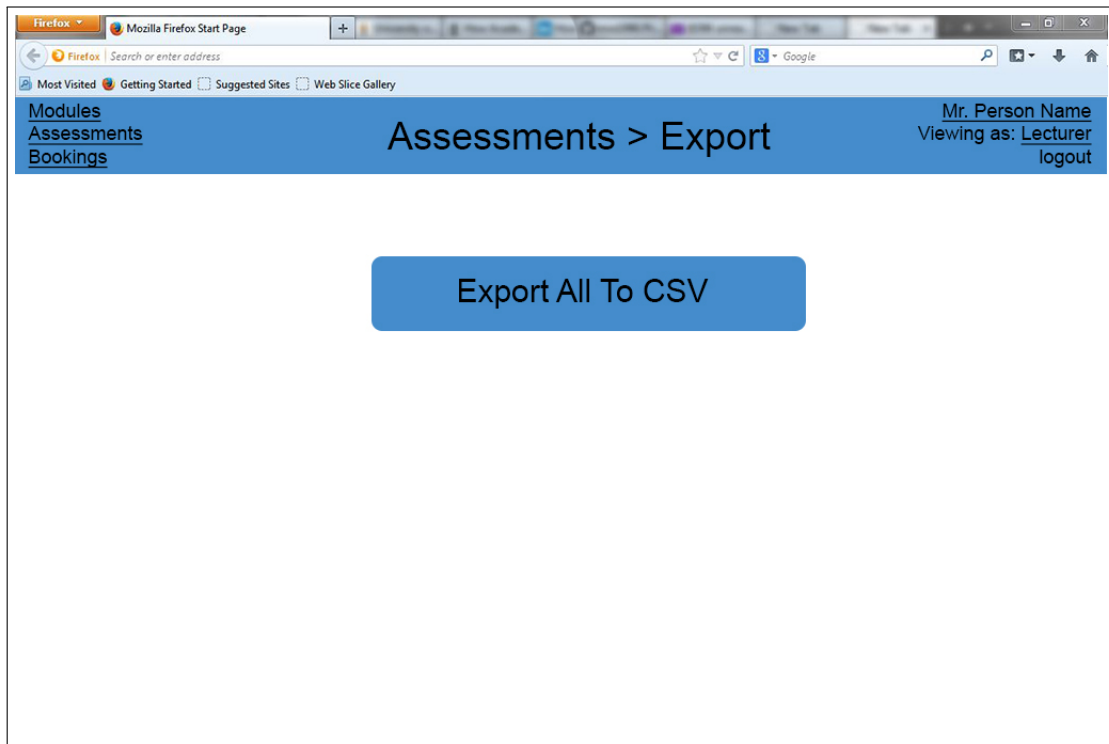 Firefox
Mozilla Firefox Start Page
Firefox Search or enter address
Google
Most Visited Getting Started Suggested Sites Web Slice Gallery
Modules
Assessments
Bookings
Assessments > Export
Mr. Person Name
Viewing as: Lecturer
logout
Export All To CSV